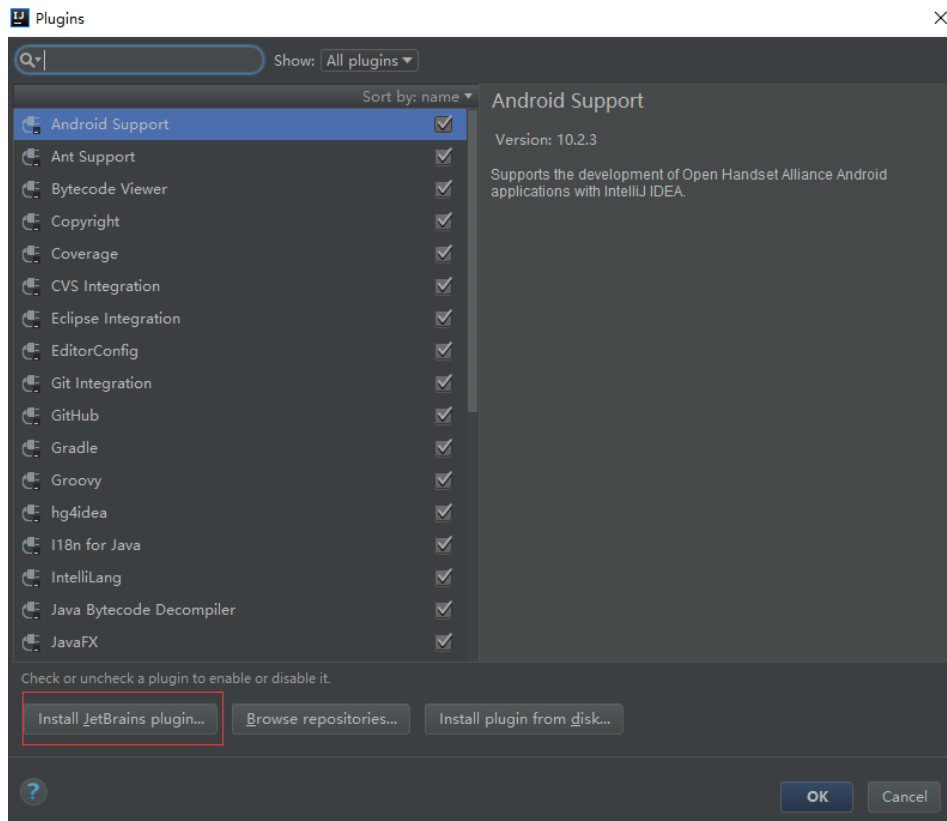 IJ Plugins
Show: All plugins
Sort by: name
Android Support
Ant Support
Bytecode Viewer
Copyright
Coverage
CVS Integration
Eclipse Integration
EditorConfig
Git Integration
GitHub
Gradle
Groovy
hg4idea
I18n for Java
IntelliLang
Java Bytecode Decompiler
JavaFX
Android Support
Version: 10.2.3
Supports the development of Open Handset Alliance Android
applications with IntelliJ IDEA.
Check or uncheck a plugin to enable or disable it.
Install JetBrains plugin... Browse repositories... Install plugin from disk...
? OK Cancel